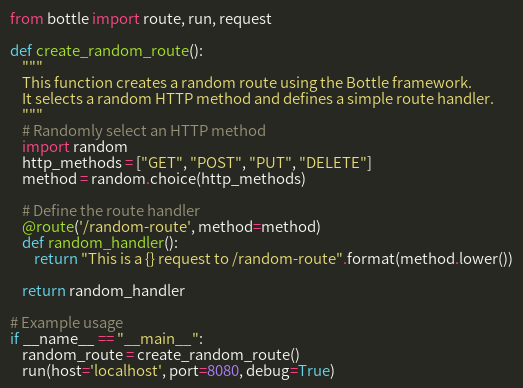 from bottle import route, run, request

def create_random_route():
    """
    This function creates a random route using the Bottle framework.
    It selects a random HTTP method and defines a simple route handler.
    """
    # Randomly select an HTTP method
    import random
    http_methods = ["GET", "POST", "PUT", "DELETE"]
    method = random.choice(http_methods)

    # Define the route handler
    @route('/random-route', method=method)
    def random_handler():
        return "This is a {} request to /random-route".format(method.lower())

    return random_handler

# Example usage
if __name__ == "__main__":
    random_route = create_random_route()
    run(host='localhost', port=8080, debug=True)